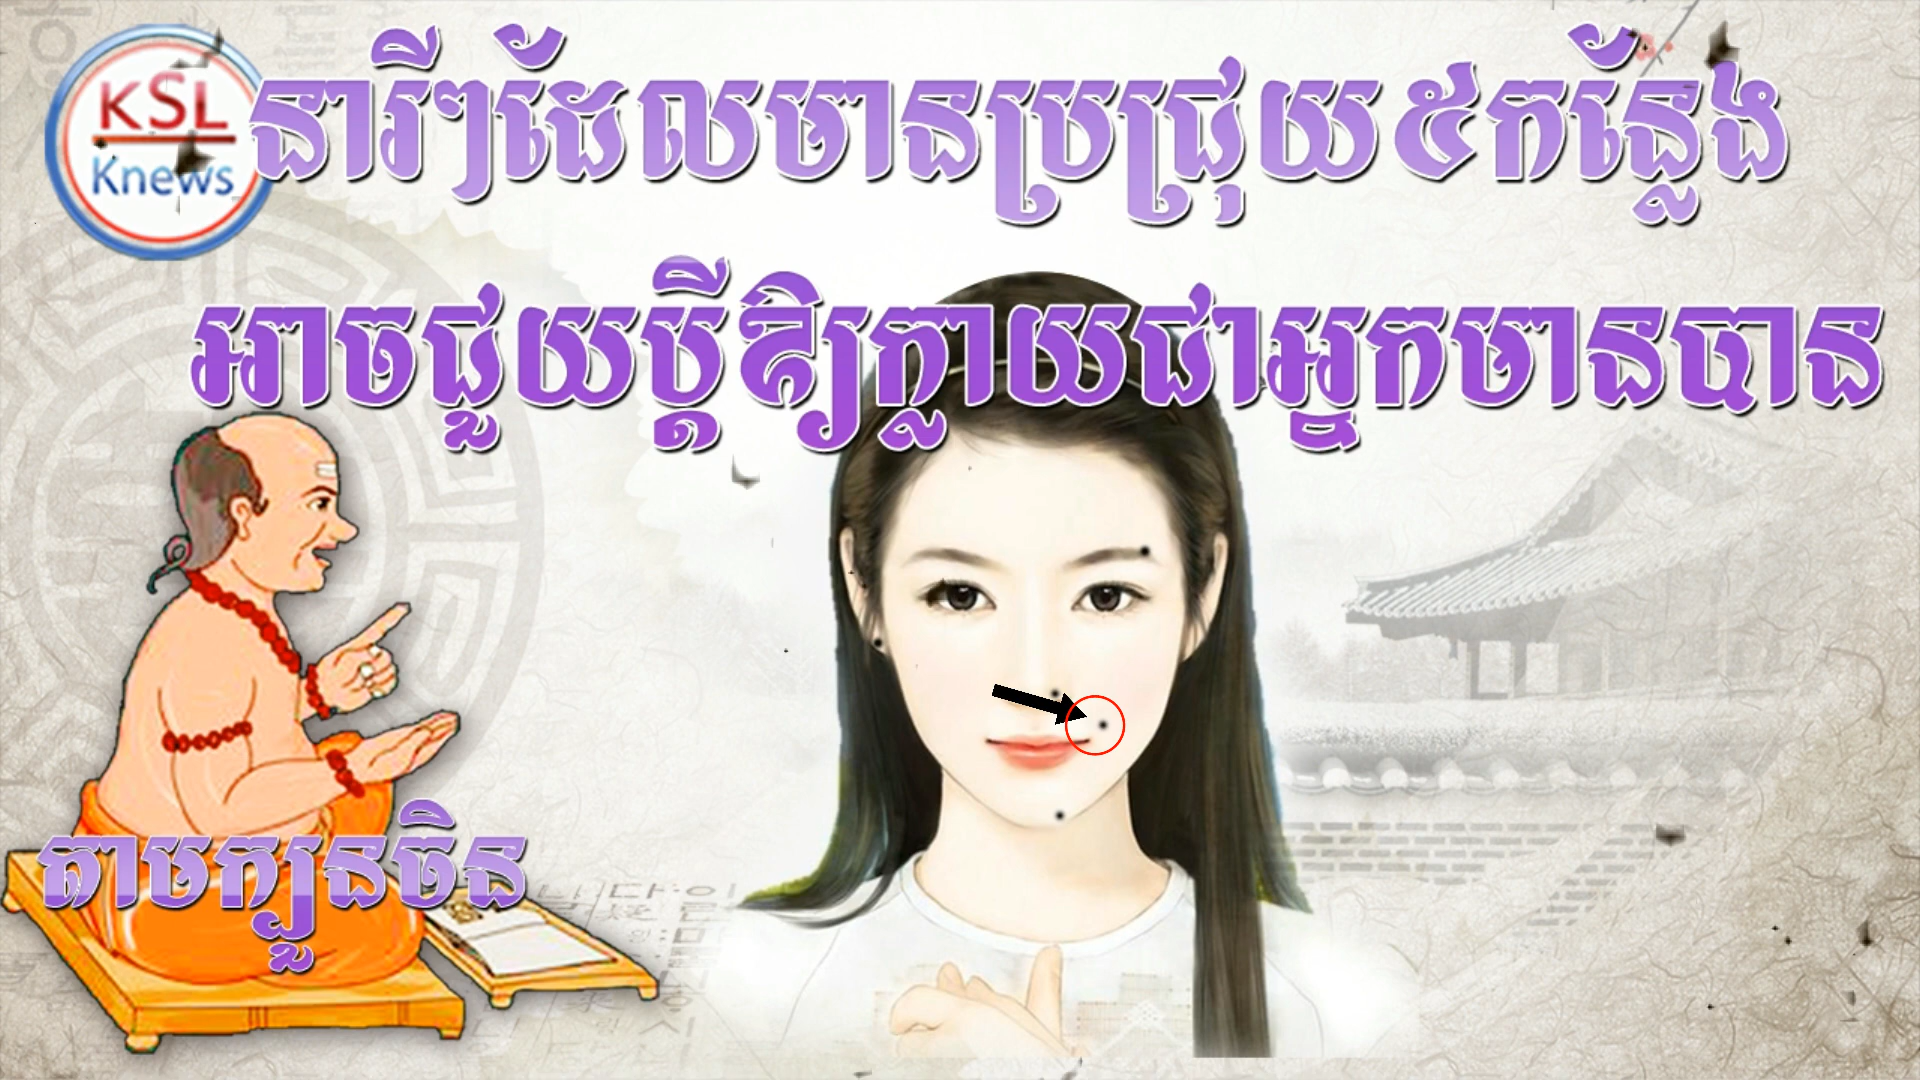 KSL
Knews
នារីៗដែលមានប្រជ្រុយ៥កន្លែង
អាចជួយប្ដីឱ្យក្លាយជាអ្នកមានបាន
តាមក្បួនចិន